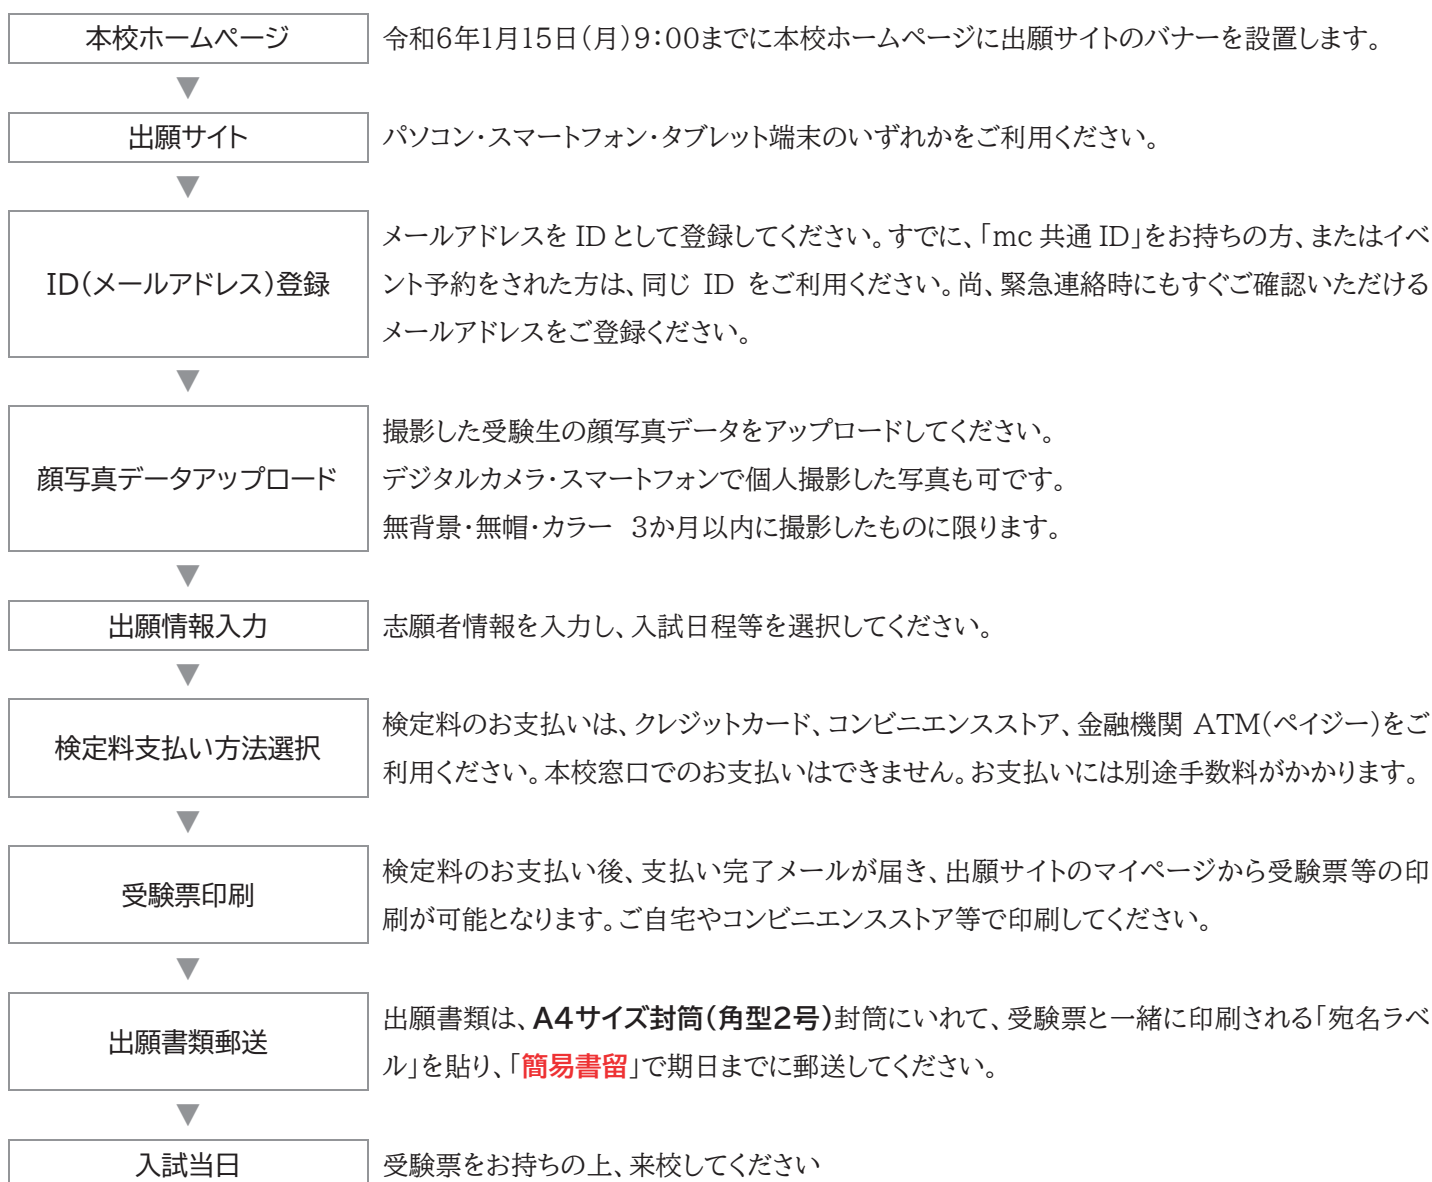 本校ホームページ
令和6年1月15日(月)9:00までに本校ホームページに出願サイトのバナーを設置します。
▼
出願サイト
パソコン・スマートフォン・タブレット端末のいずれかをご利用ください。
▼
ID(メールアドレス)登録
メールアドレスを ID として登録してください。すでに、「mc 共通 ID」をお持ちの方、またはイベ
ント予約をされた方は、同じ ID をご利用ください。尚、緊急連絡時にもすぐご確認いただける
メールアドレスをご登録ください。
▼
顔写真データアップロード
撮影した受験生の顔写真データをアップロードしてください。
デジタルカメラ・スマートフォンで個人撮影した写真も可です。
無背景・無帽・カラー　3か月以内に撮影したものに限ります。
▼
出願情報入力
志願者情報を入力し、入試日程等を選択してください。
▼
検定料支払い方法選択
検定料のお支払いは、クレジットカード、コンビニエンスストア、金融機関 ATM(ペイジー)をご
利用ください。本校窓口でのお支払いはできません。お支払いには別途手数料がかかります。
▼
受験票印刷
検定料のお支払い後、支払い完了メールが届き、出願サイトのマイページから受験票等の印
刷が可能となります。ご自宅やコンビニエンスストア等で印刷してください。
▼
出願書類郵送
出願書類は、A4サイズ封筒(角型2号)封筒にいれて、受験票と一緒に印刷される「宛名ラベ
ル」を貼り、「簡易書留」で期日までに郵送してください。
▼
入試当日
受験票をお持ちの上、来校してください